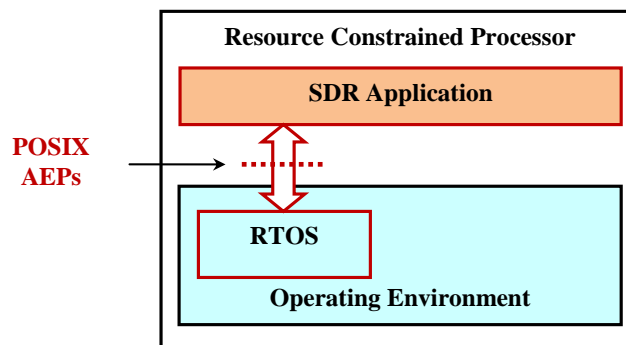 Resource Constrained Processor
SDR Application
POSIX
AEPs
RTOS
Operating Environment